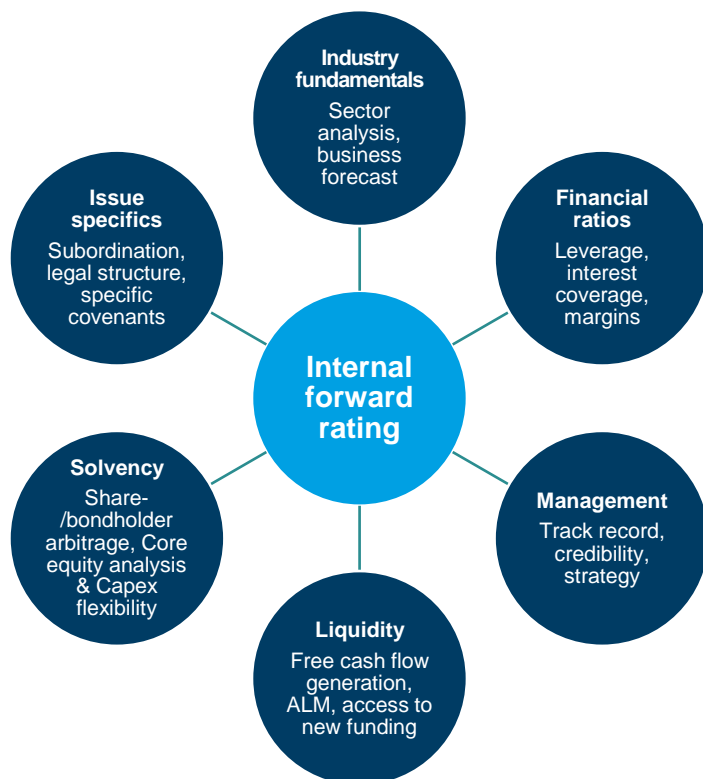 Industry
fundamentals
Sector
analysis,
business
forecast
Financial
ratios
Leverage,
interest
coverage,
margins
Management
Track record,
credibility,
strategy
Liquidity
Free cash flow
generation,
ALM, access to
new funding
Solvency
Share-
/bondholder
arbitrage, Core
equity analysis
& Capex
flexibility
Issue
specifics
Subordination,
legal structure,
specific
covenants
Internal
forward
rating